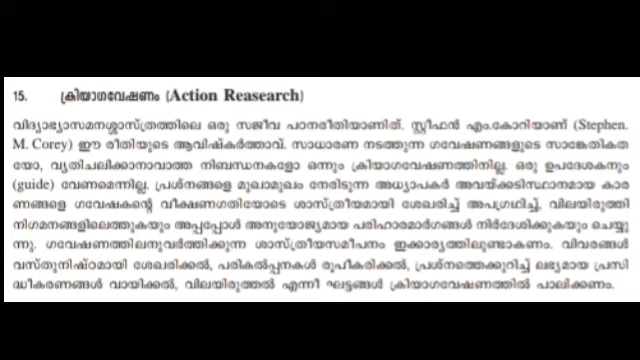 15. ക്രിയാഗവേഷണം (Action Reasearch)
വിദ്യാഭ്യാസമനശ്ശാസ്ത്രത്തിലെ ഒരു സജീവ പഠനരീതിയാണിത്. സ്റ്റീഫൻ എം.കോറിയാണ് (Stephen.
M. Corey) ഈ രീതിയുടെ ആവിഷ്കർത്താവ്. സാധാരണ നടത്തുന്ന ഗവേഷണങ്ങളുടെ സാങ്കേതികത
യോ, വ്യതിചലിക്കാനാവാത്ത നിബന്ധനകളോ ഒന്നും ക്രിയാഗവേഷണത്തിനില്ല. ഒരു ഉപദേശകനും
(guide) വേണമെന്നില്ല. പ്രശ്നങ്ങളെ മുഖാമുഖം നേരിടുന്ന അധ്യാപകർ അവയ്ക്കടിസ്ഥാനമായ കാര
ണങ്ങളെ ഗവേഷകന്റെ വീക്ഷണഗതിയോടെ ശാസ്ത്രീയമായി ശേഖരിച്ച് അപഗ്രഥിച്ച്, വിലയിരുത്തി
നിഗമനങ്ങളിലെത്തുകയും അപ്പപ്പോൾ അനുയോജ്യമായ പരിഹാരമാർഗങ്ങൾ നിർദേശിക്കുകയും ചെയ്യു
ന്നു. ഗവേഷണത്തിലനുവർത്തിക്കുന്ന ശാസ്ത്രീയസമീപനം ഇക്കാര്യത്തിലുണ്ടാകണം. വിവരങ്ങൾ
വസ്തുനിഷ്ഠമായി ശേഖരിക്കൽ, പരികൽപ്പനകൾ രൂപീകരിക്കൽ, പ്രശ്നത്തെക്കുറിച്ച് ലഭ്യമായ പ്രസി
ദ്ധീകരണങ്ങൾ വായിക്കൽ, വിലയിരുത്തൽ എന്നീ ഘട്ടങ്ങൾ ക്രിയാഗവേഷണത്തിൽ പാലിക്കണം.